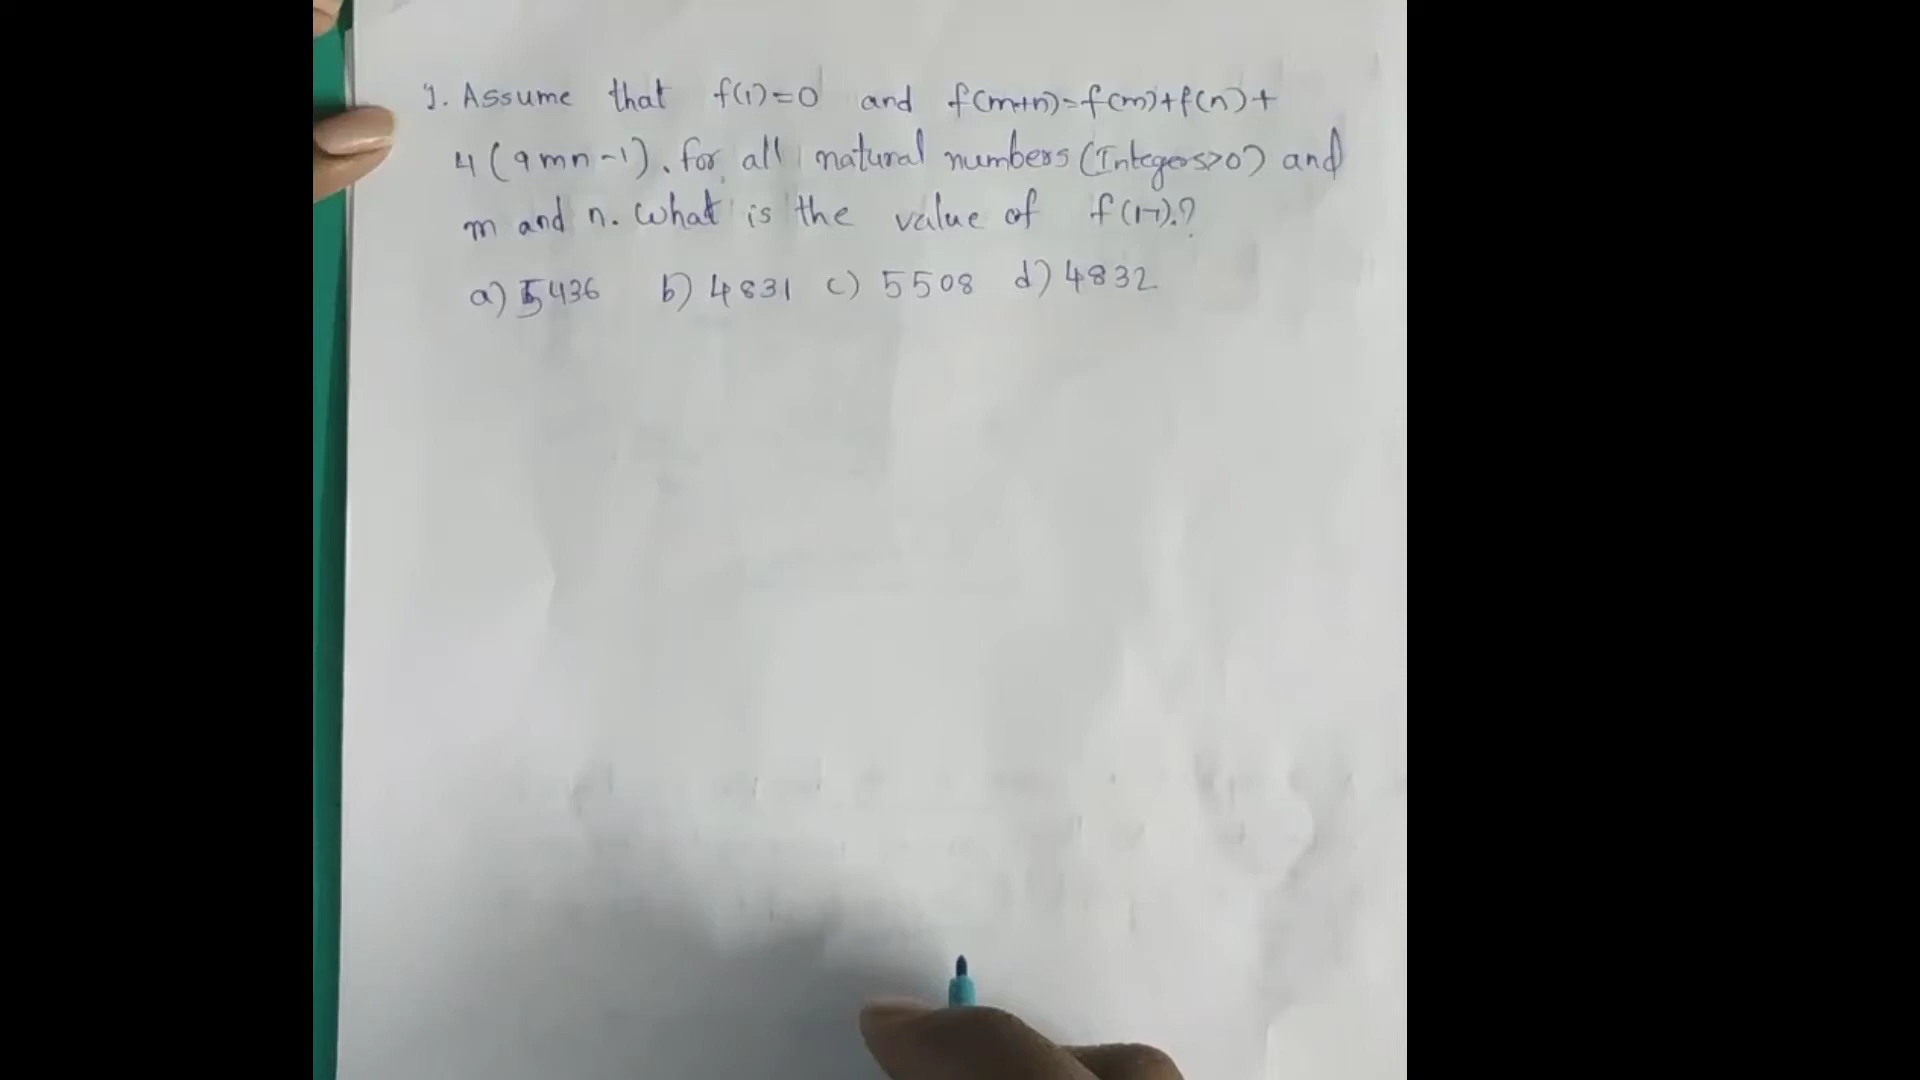 1. Assume that f(1)=0 and f(m+n)=f(m)+f(n)+
4(9mn-1). for all natural numbers (Integers>0) and
m and n. What is the value of f(17).?
a) 5436 b) 4831 c) 5508 d) 4832